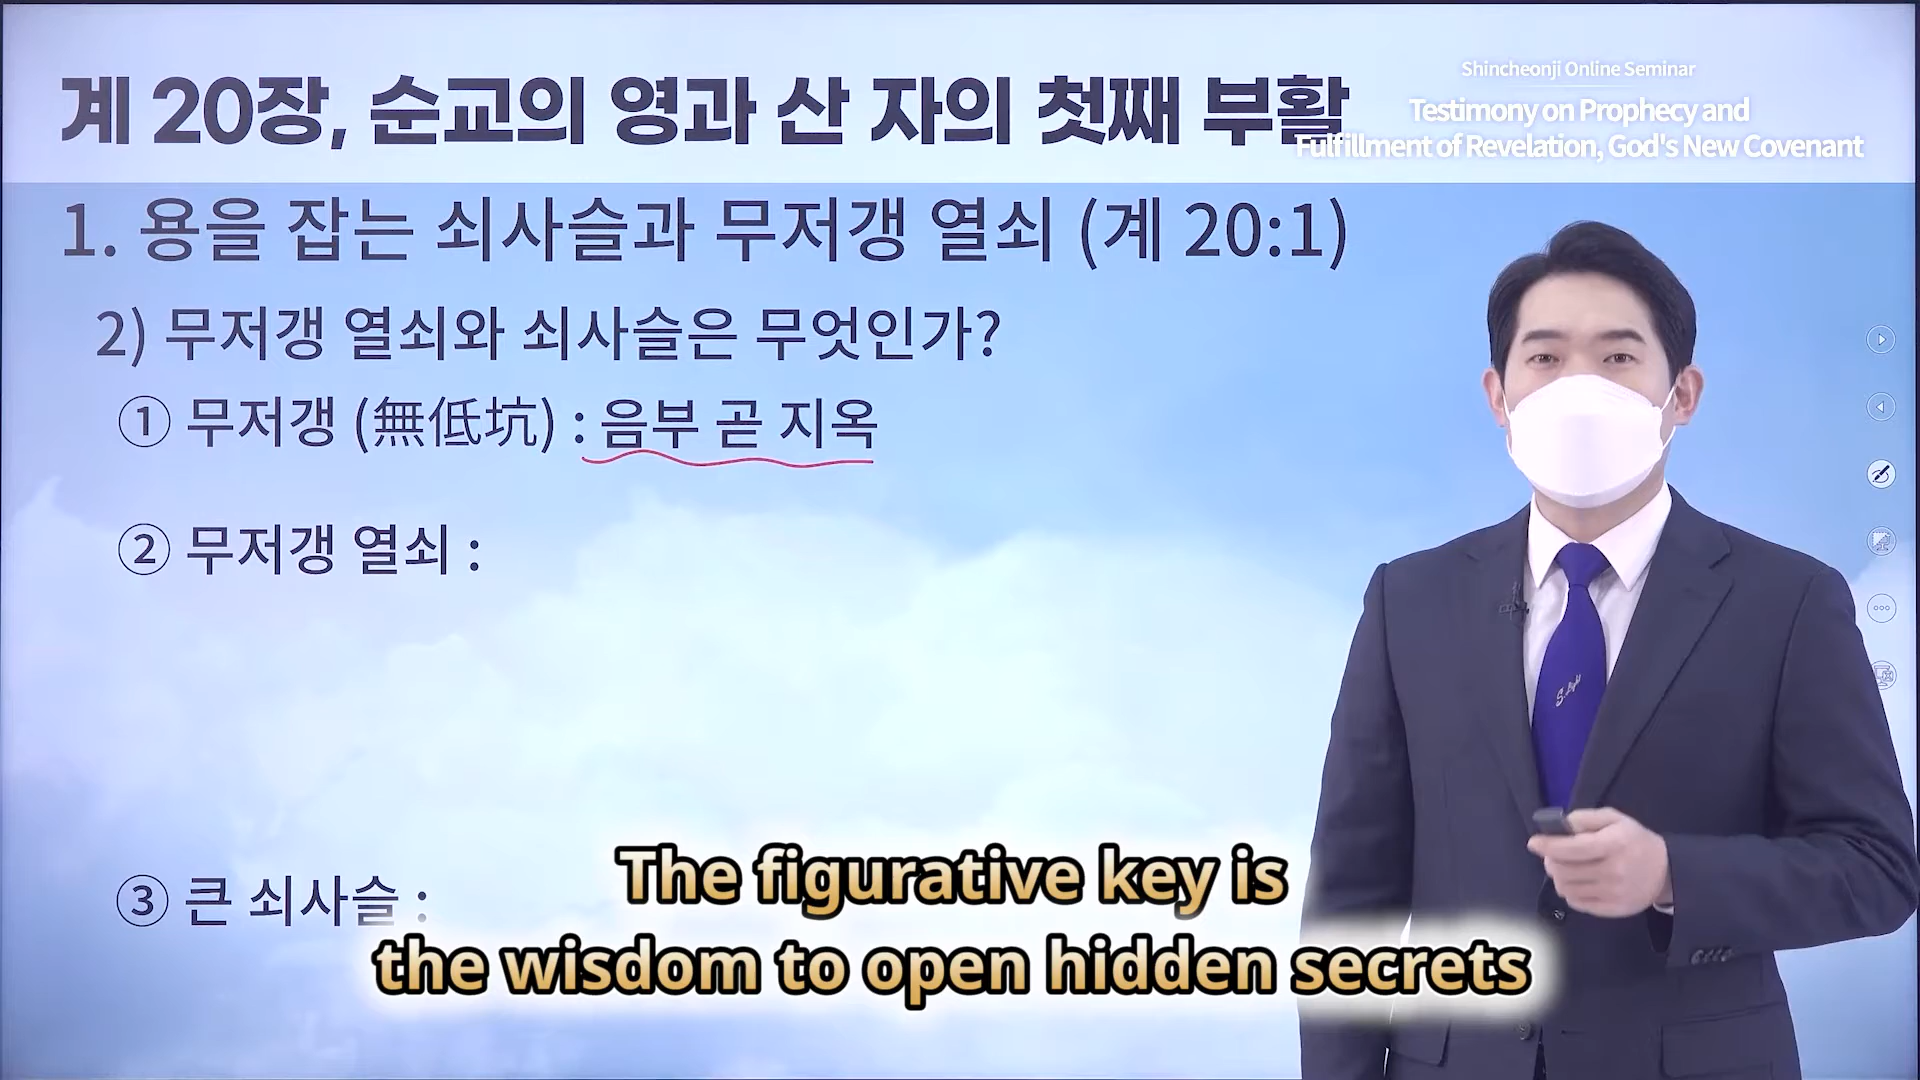 계 20장, 순교의 영과 산 자의 첫째 부활
Shincheonji Online Seminar
Testimony on Prophecy and
Fulfillment of Revelation, God's New Covenant
1. 용을 잡는 쇠사슬과 무저갱 열쇠 (계 20:1)
2) 무저갱 열쇠와 쇠사슬은 무엇인가?
① 무저갱 (無低坑) : 음부 곧 지옥
② 무저갱 열쇠 :
③ 큰 쇠사슬 :
The figurative key is
the wisdom to open hidden secrets